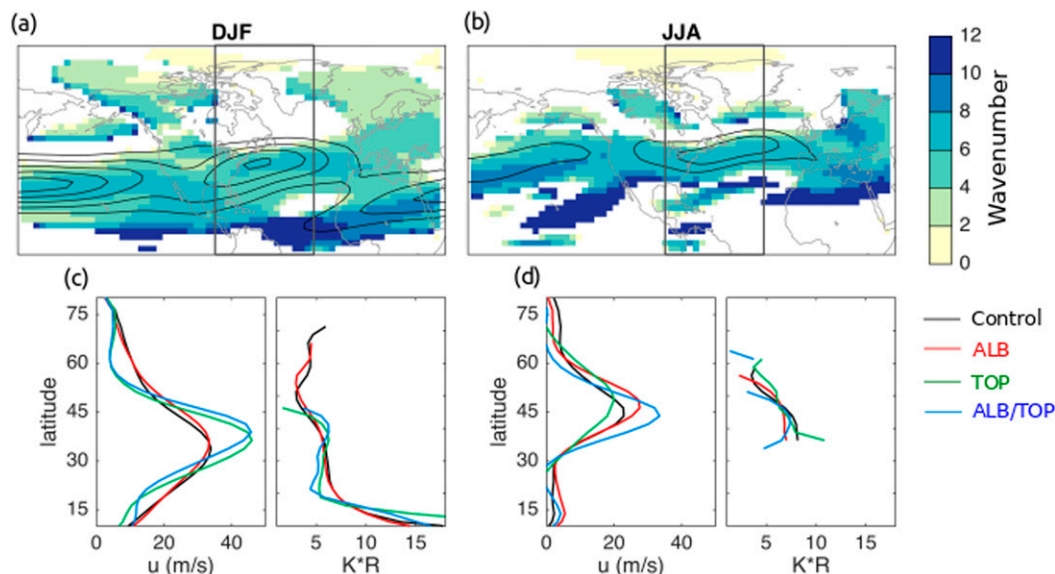 (a)
DJF
(b)
JJA
12
10
8
6
4
2
0
Wavenumber
(c)
75
60
45
30
15
latitude
0
20
40
u (m/s)
5
10
15
K*R
(d)
75
60
45
30
15
latitude
0
20
40
u (m/s)
5
10
15
K*R
Control
ALB
TOP
ALB/TOP